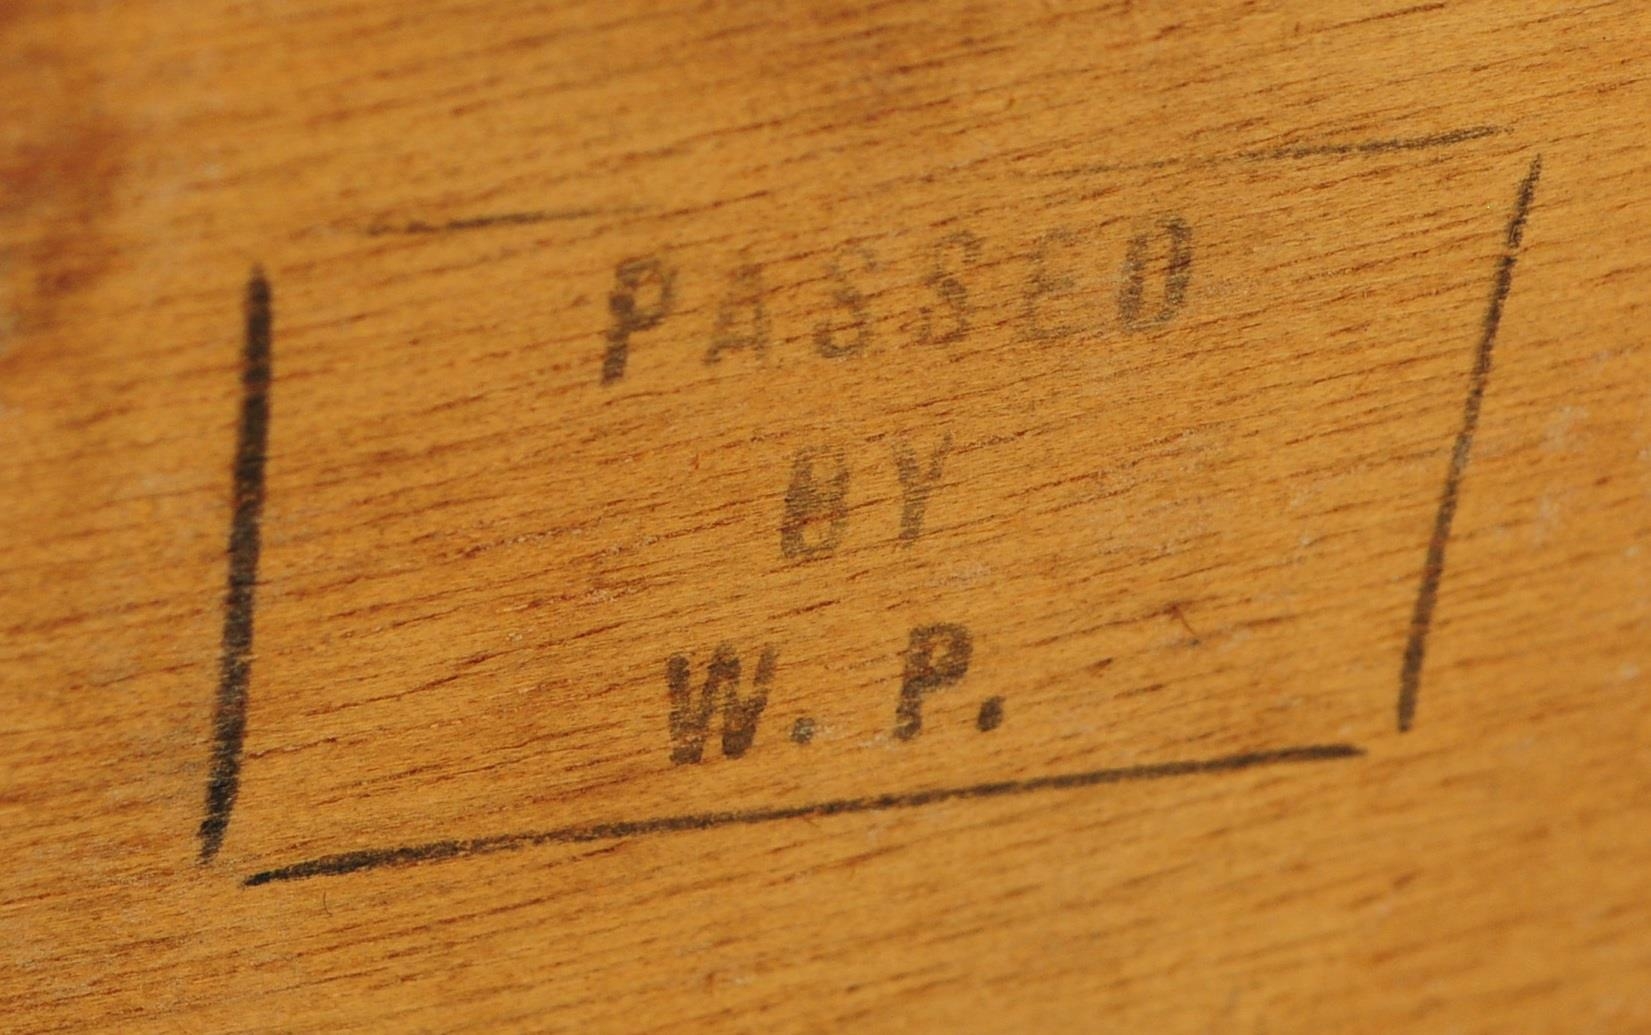 PASSED
BY
W. P.